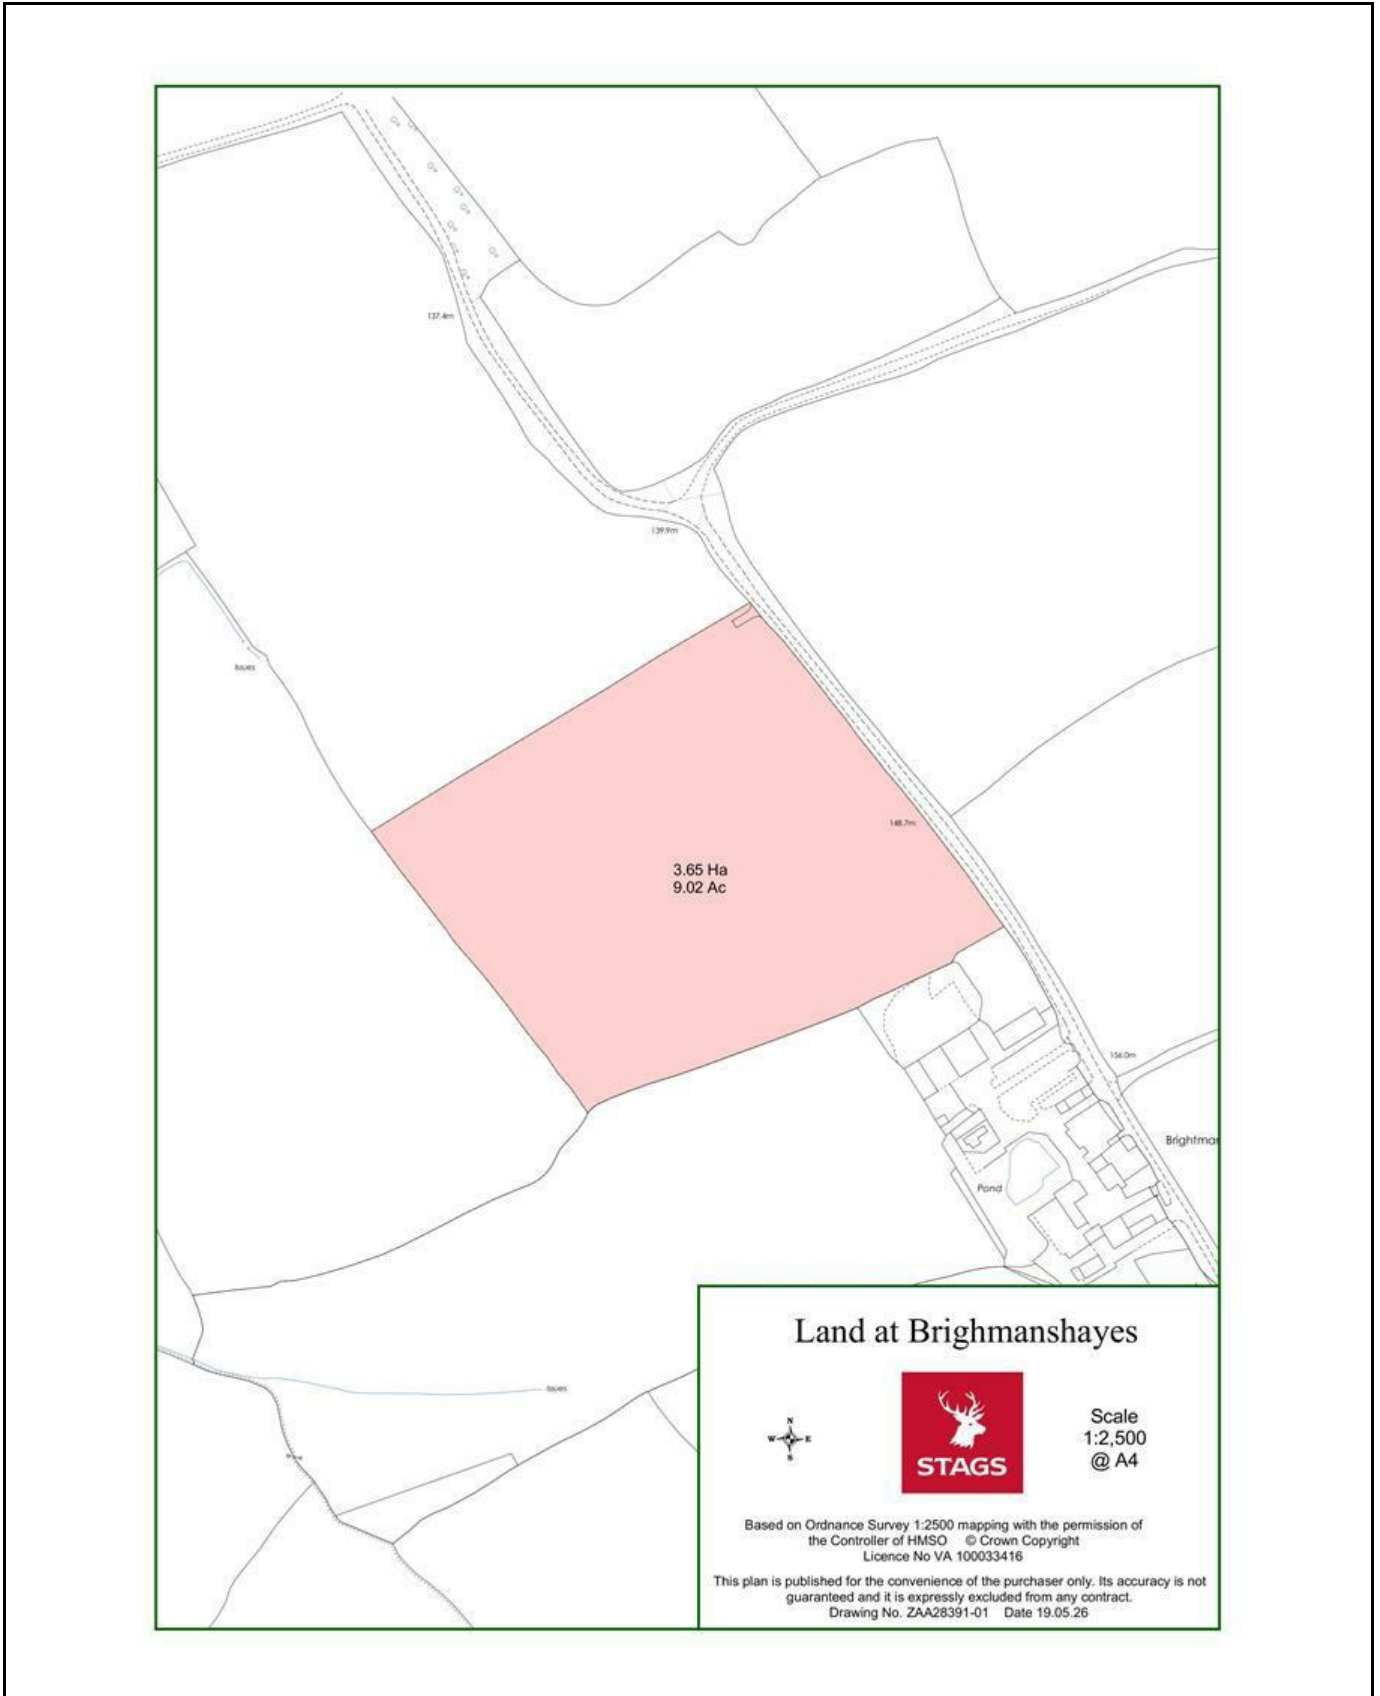 137.4m
139.9m
Issues
148.7m
3.65 Ha
9.02 Ac
156.0m
Brightman
Pond
Issues
Land at Brighmanshayes
N
W E
S
STAGS
Scale
1:2,500
@ A4
Based on Ordnance Survey 1:2500 mapping with the permission of
the Controller of HMSO © Crown Copyright
Licence No VA 100033416
This plan is published for the convenience of the purchaser only. Its accuracy is not
guaranteed and it is expressly excluded from any contract.
Drawing No. ZAA28391-01 Date 19.05.26